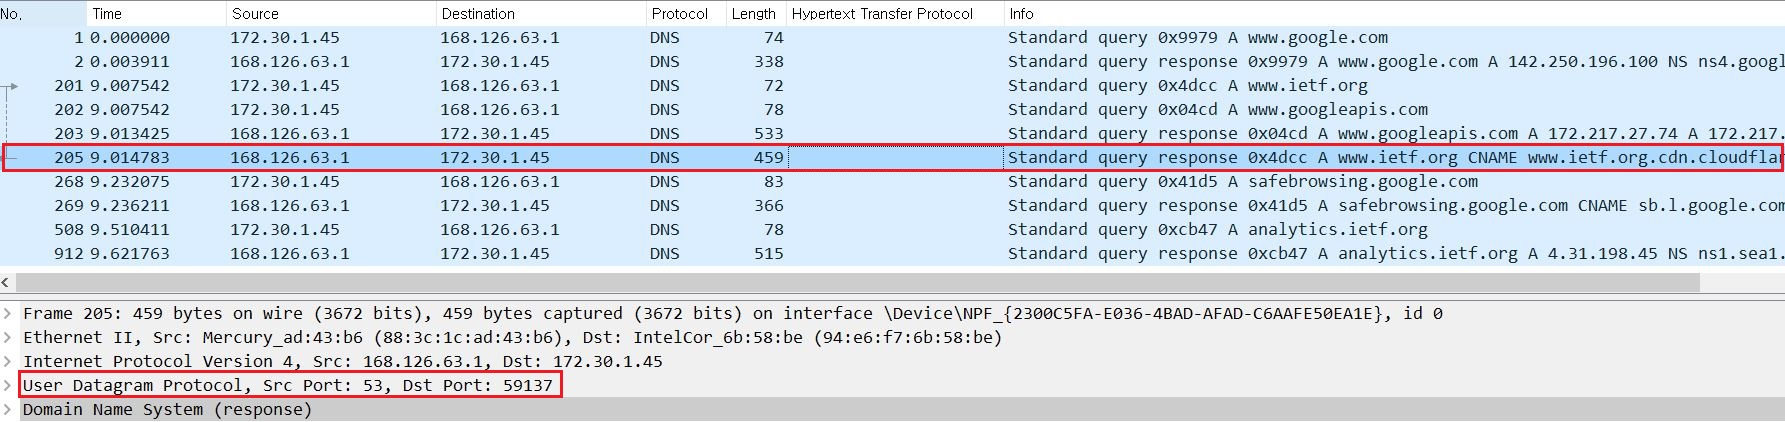 No. Time Source Destination Protocol Length Hypertext Transfer Protocol Info
1 0.000000 172.30.1.45 168.126.63.1 DNS 74 Standard query 0x9979 A www.google.com
2 0.003911 168.126.63.1 172.30.1.45 DNS 338 Standard query response 0x9979 A www.google.com A 142.250.196.100 NS ns4.googl
201 9.007542 172.30.1.45 168.126.63.1 DNS 72 Standard query 0x4dcc A www.ietf.org
202 9.007542 172.30.1.45 168.126.63.1 DNS 78 Standard query 0x04cd A www.googleapis.com
203 9.013425 168.126.63.1 172.30.1.45 DNS 533 Standard query response 0x04cd A www.googleapis.com A 172.217.27.74 A 172.217.
205 9.014783 168.126.63.1 172.30.1.45 DNS 459 Standard query response 0x4dcc A www.ietf.org CNAME www.ietf.org.cdn.cloudflar
268 9.232075 172.30.1.45 168.126.63.1 DNS 83 Standard query 0x41d5 A safebrowsing.google.com
269 9.236211 168.126.63.1 172.30.1.45 DNS 366 Standard query response 0x41d5 A safebrowsing.google.com CNAME sb.l.google.com
508 9.510411 172.30.1.45 168.126.63.1 DNS 78 Standard query 0xcb47 A analytics.ietf.org
912 9.621763 168.126.63.1 172.30.1.45 DNS 515 Standard query response 0xcb47 A analytics.ietf.org A 4.31.198.45 NS ns1.sea1.
Frame 205: 459 bytes on wire (3672 bits), 459 bytes captured (3672 bits) on interface \Device\NPF_{2300C5FA-E036-4BAD-AFAD-C6AAFE50EA1E}, id 0
Ethernet II, Src: Mercury_ad:43:b6 (88:3c:1c:ad:43:b6), Dst: IntelCor_6b:58:be (94:e6:f7:6b:58:be)
Internet Protocol Version 4, Src: 168.126.63.1, Dst: 172.30.1.45
User Datagram Protocol, Src Port: 53, Dst Port: 59137
Domain Name System (response)